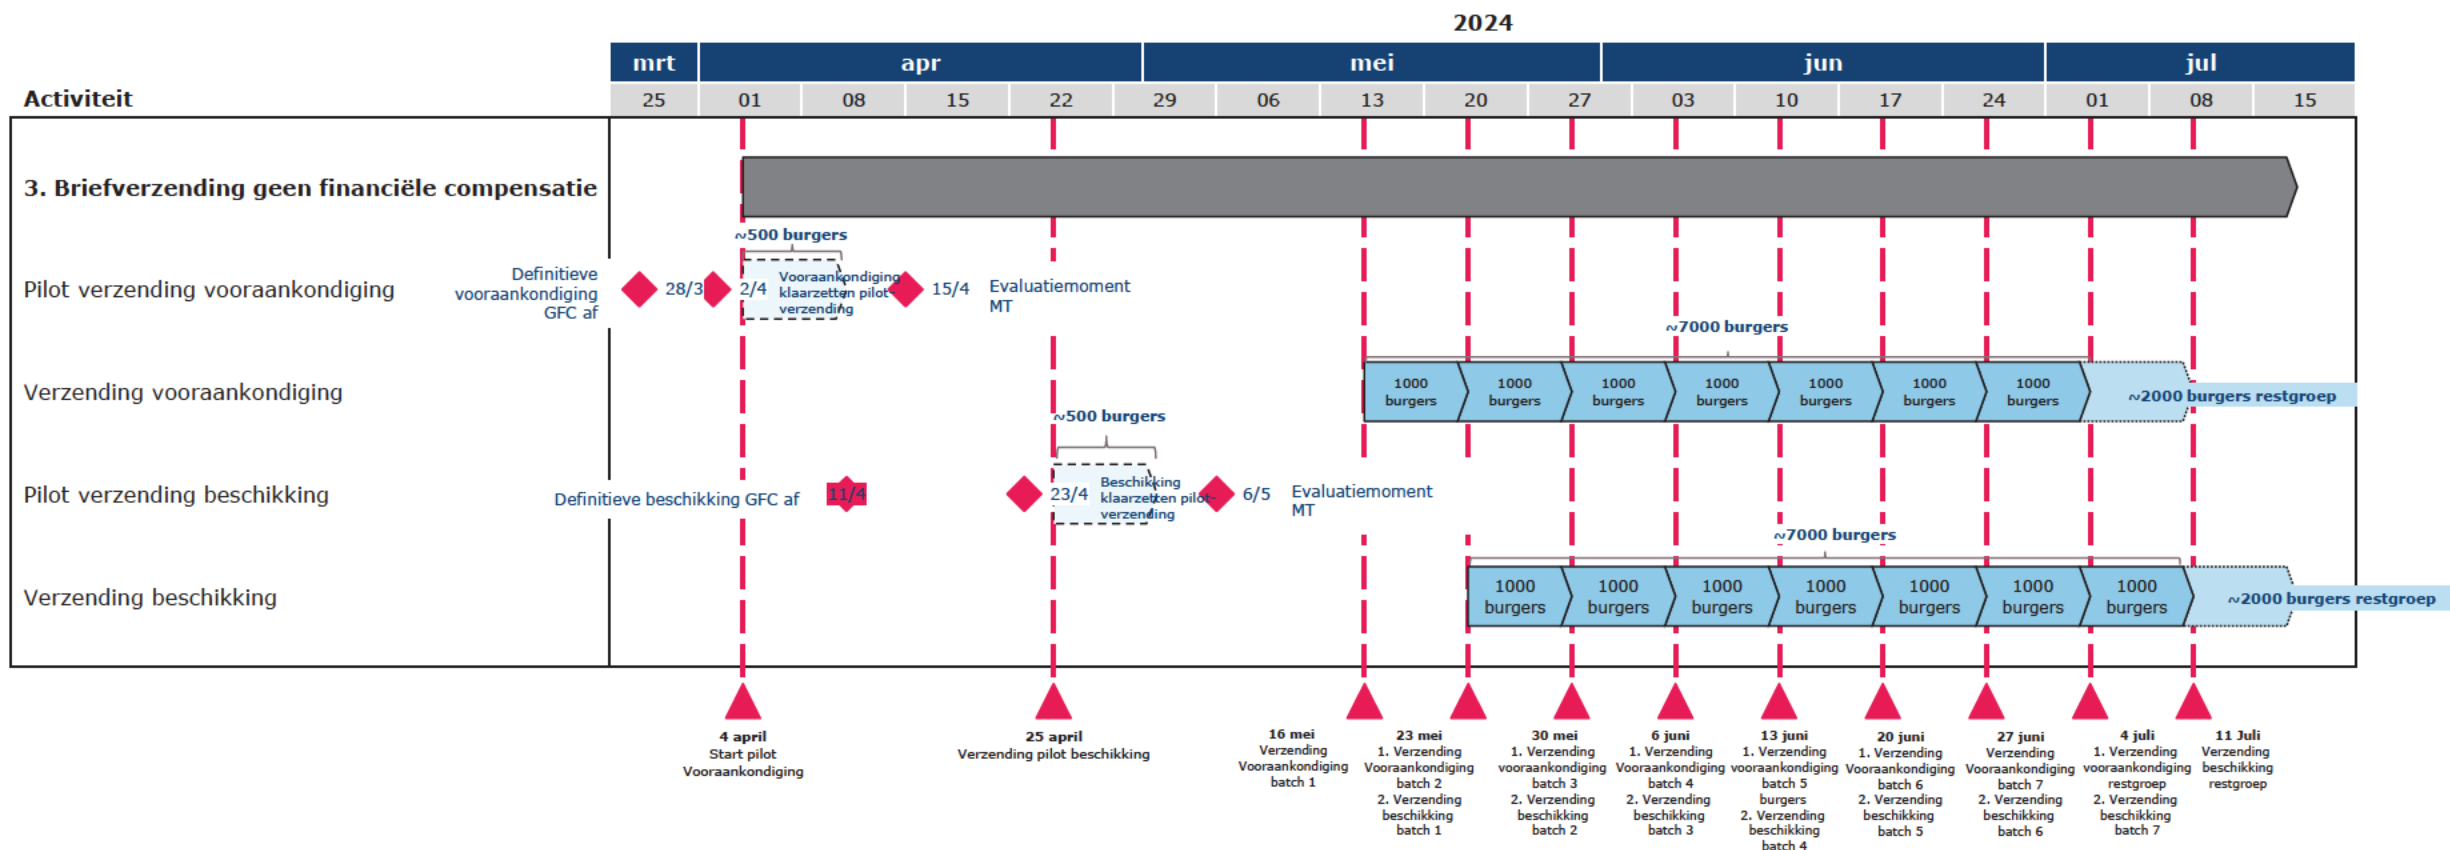 2024
mrt apr mei jun jul
Activiteit 25 01 08 15 22 29 06 13 20 27 03 10 17 24 01 08 15
3. Briefverzending geen financiële compensatie
~500 burgers
Pilot verzending vooraankondiging
Definitieve
vooraankondiging
GFC af
28/3
2/4
Vooraankondiging
klaarzetten pilot-
verzending
15/4
Evaluatiemoment
MT
~7000 burgers
Verzending vooraankondiging
1000
burgers
1000
burgers
1000
burgers
1000
burgers
1000
burgers
1000
burgers
1000
burgers
~2000 burgers restgroep
~500 burgers
Pilot verzending beschikking
Definitieve beschikking GFC af
11/4
23/4
Beschikking
klaarzetten pilot-
verzending
6/5
Evaluatiemoment
MT
~7000 burgers
Verzending beschikking
1000
burgers
1000
burgers
1000
burgers
1000
burgers
1000
burgers
1000
burgers
1000
burgers
~2000 burgers restgroep
4 april
Start pilot
Vooraankondiging
25 april
Verzending pilot beschikking
16 mei
Verzending
Vooraankondiging
batch 1
23 mei
1. Verzending
Vooraankondiging
batch 2
2. Verzending
beschikking
batch 1
30 mei
1. Verzending
vooraankondiging
batch 3
2. Verzending
beschikking
batch 2
6 juni
1. Verzending
Vooraankondiging
batch 4
2. Verzending
beschikking
batch 3
13 juni
1. Verzending
vooraankondiging
batch 5
burgers
2. Verzending
beschikking
batch 4
20 juni
1. Verzending
Vooraankondiging
batch 6
2. Verzending
beschikking
batch 5
27 juni
Verzending
Vooraankondiging
batch 7
2. Verzending
beschikking
batch 6
4 juli
1. Verzending
vooraankondiging
restgroep
2. Verzending
beschikking
batch 7
11 Juli
Verzending
beschikking
restgroep